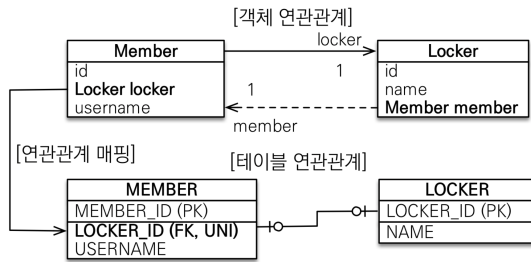 [객체 연관관계]
Member
id
Locker locker
username
locker
1
1
member
Locker
id
name
Member member
[연관관계 매핑]
[테이블 연관관계]
MEMBER
MEMBER_ID (PK)
LOCKER_ID (FK, UNI)
USERNAME
LOCKER
LOCKER_ID (PK)
NAME